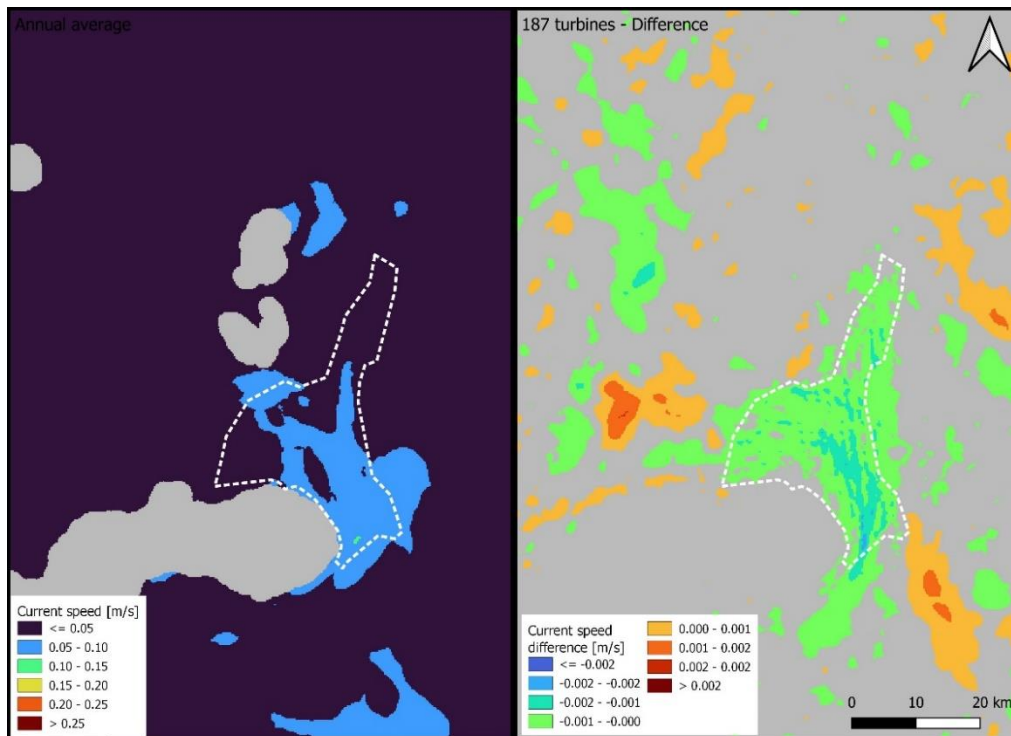 Annual average
187 turbines - Difference
Current speed [m/s]
<= 0.05
0.05 - 0.10
0.10 - 0.15
0.15 - 0.20
0.20 - 0.25
> 0.25
Current speed
difference [m/s]
<= -0.002
-0.002 - -0.002
-0.002 - -0.001
-0.001 - -0.000
0.000 - 0.001
0.001 - 0.002
0.002 - 0.002
> 0.002
0 10 20 km